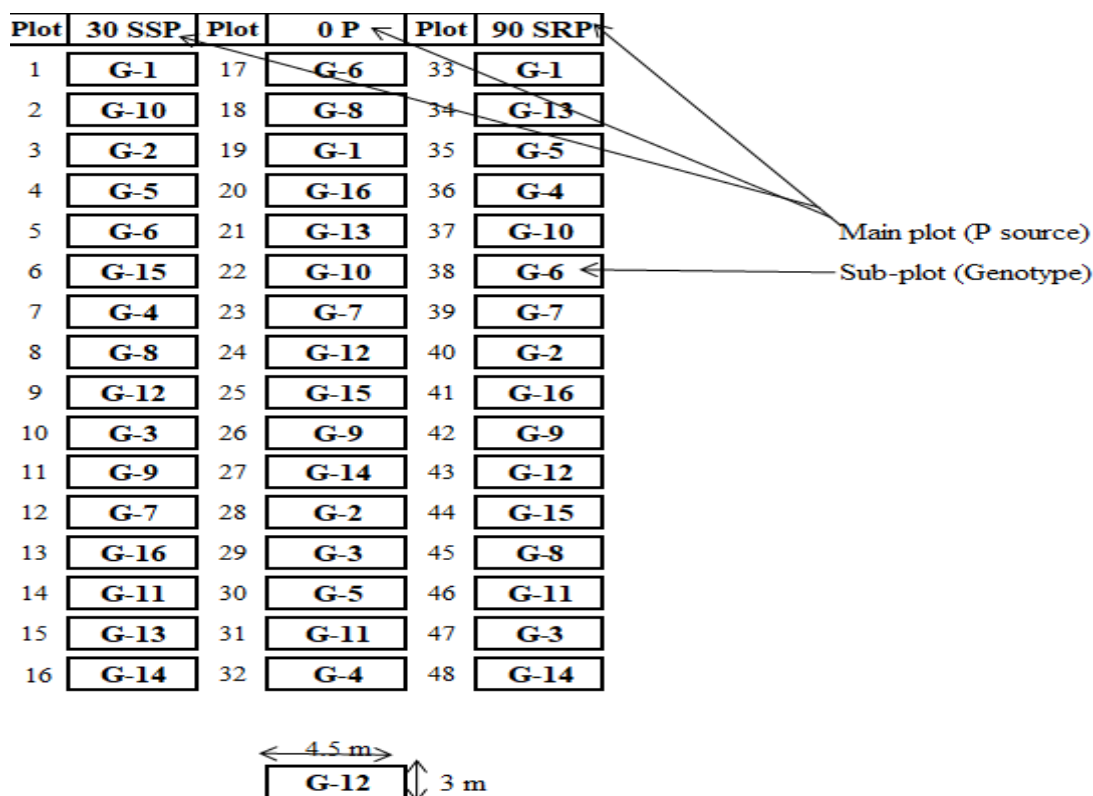 Plot 30 SSP Plot 0 P Plot 90 SRP
1 G-1 17 G-6 33 G-1
2 G-10 18 G-8 34 G-13
3 G-2 19 G-1 35 G-5
4 G-5 20 G-16 36 G-4
5 G-6 21 G-13 37 G-10 Main plot (P source)
6 G-15 22 G-10 38 G-6 Sub-plot (Genotype)
7 G-4 23 G-7 39 G-7
8 G-8 24 G-12 40 G-2
9 G-12 25 G-15 41 G-16
10 G-3 26 G-9 42 G-9
11 G-9 27 G-14 43 G-12
12 G-7 28 G-2 44 G-15
13 G-16 29 G-3 45 G-8
14 G-11 30 G-5 46 G-11
15 G-13 31 G-11 47 G-3
16 G-14 32 G-4 48 G-14
4.5 m
G-12 3 m